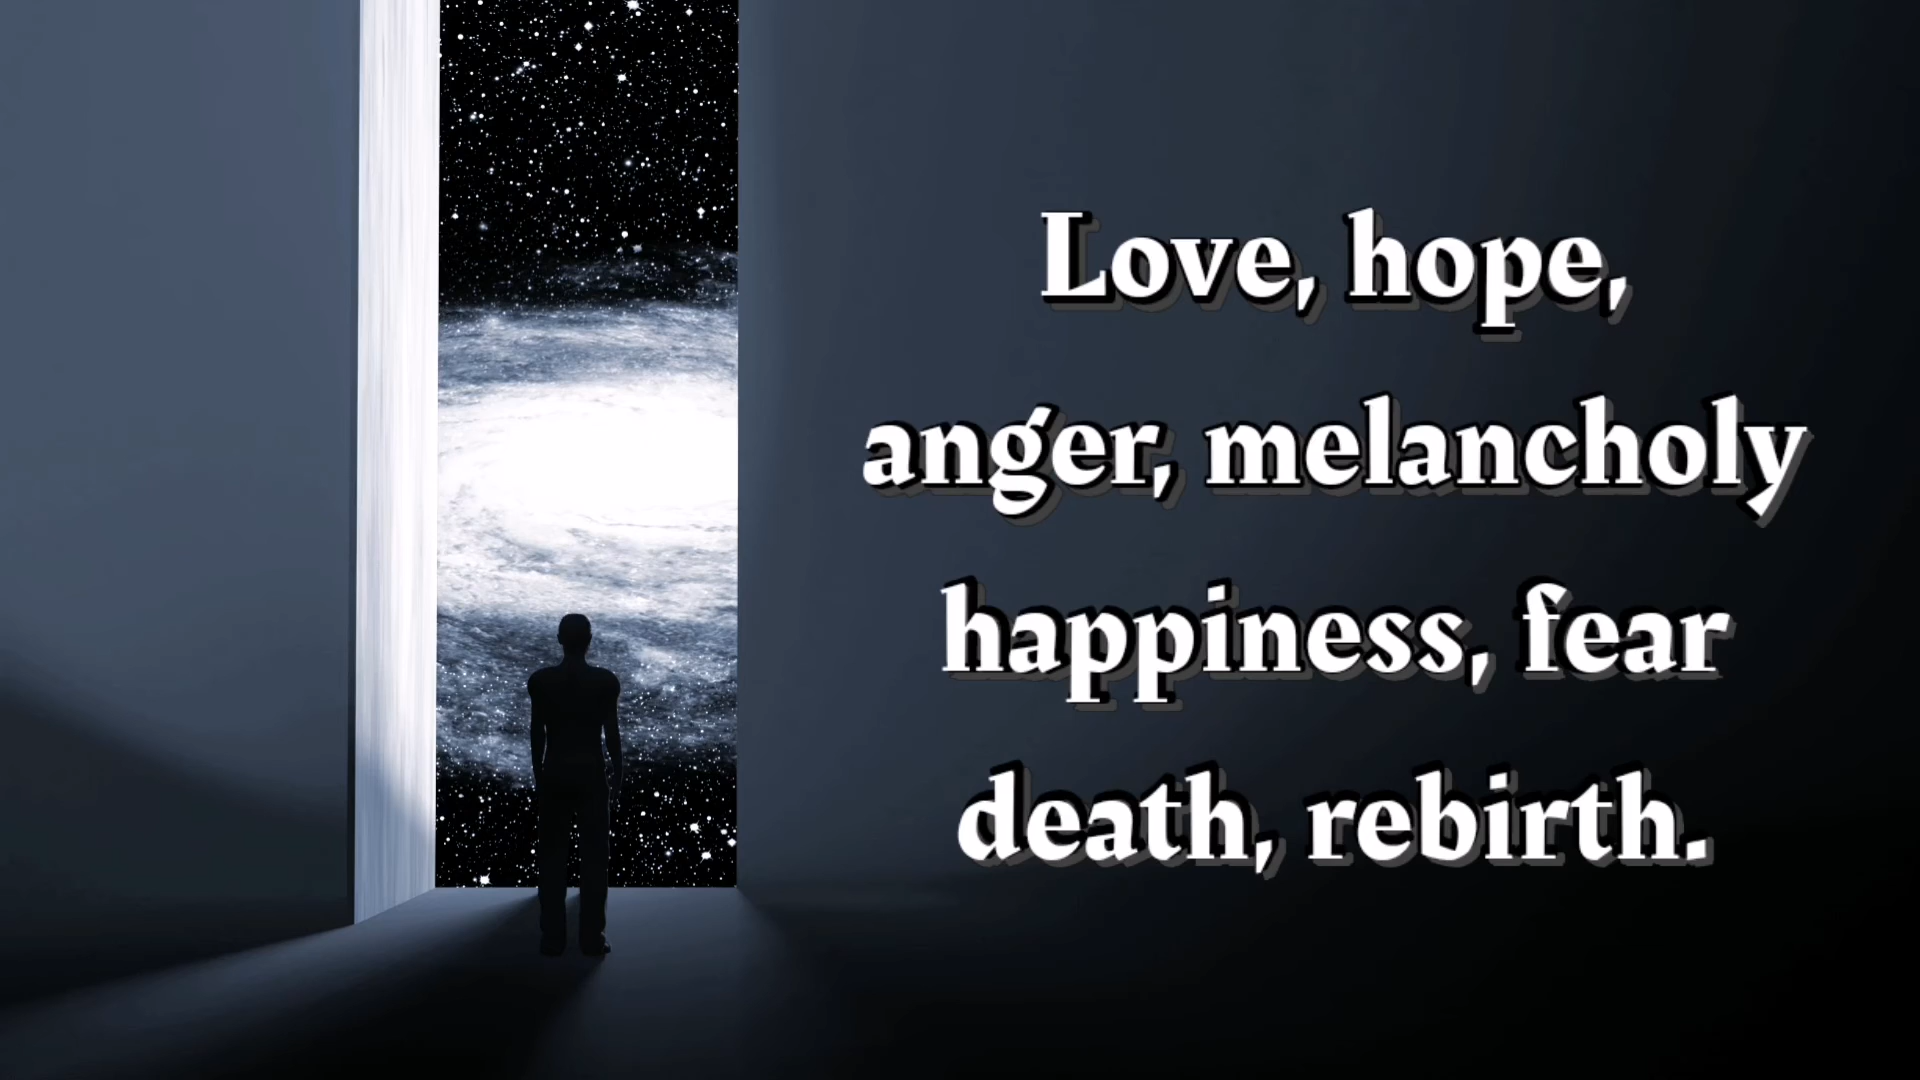 Love, hope,
anger, melancholy
happiness, fear
death, rebirth.